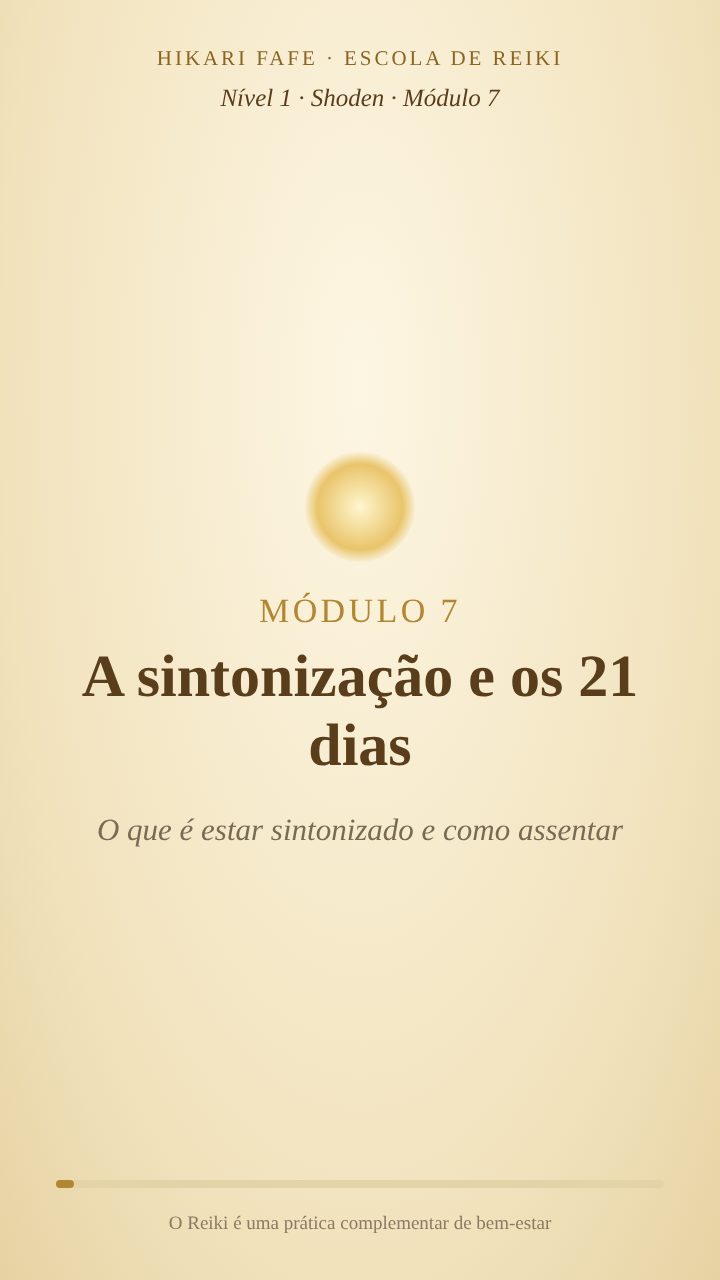 HIKARI FAFE · ESCOLA DE REIKI
Nível 1 · Shoden · Módulo 7
MÓDULO 7
A sintonização e os 21
dias
O que é estar sintonizado e como assentar
O Reiki é uma prática complementar de bem-estar